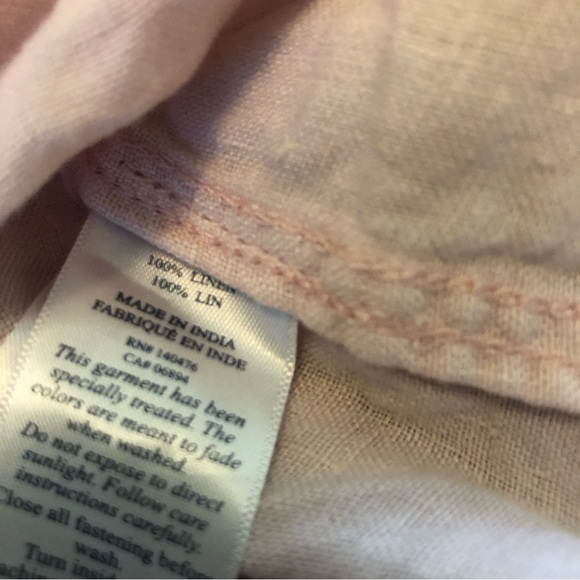 100% LINEN
100% LIN
MADE IN INDIA
FABRIQUÉ EN INDE
RN# 140476
CA# 06894
This garment has been
specially treated. The
colors are meant to fade
when washed.
Do not expose to direct
sunlight. Follow care
instructions carefully.
Close all fastening before
wash.
Turn insid